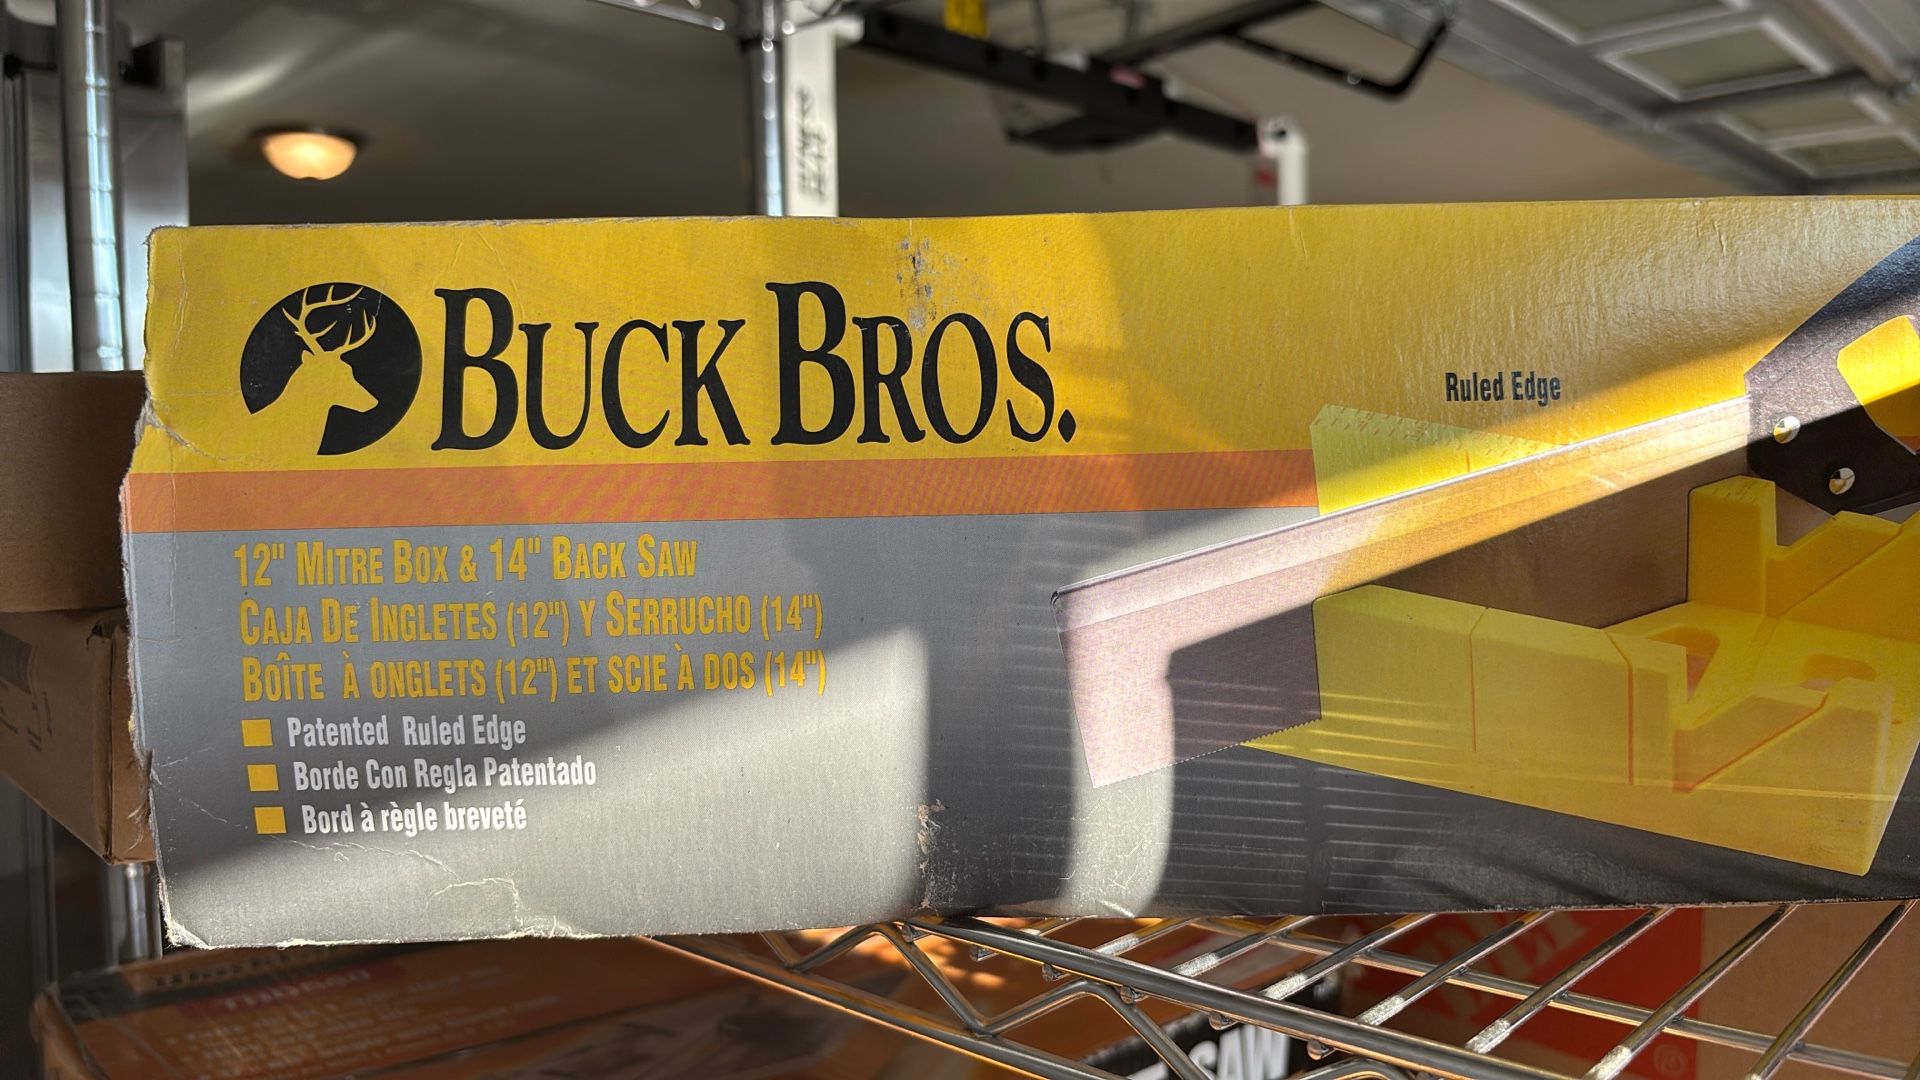 BUCK BROS.
Ruled Edge
12" MITRE BOX & 14" BACK SAW
CAJA DE INGLETES (12") Y SERRUCHO (14")
BOÎTE À ONGLETS (12") ET SCIE À DOS (14")
Patented Ruled Edge
Borde Con Regla Patentado
Bord à règle breveté
SAW